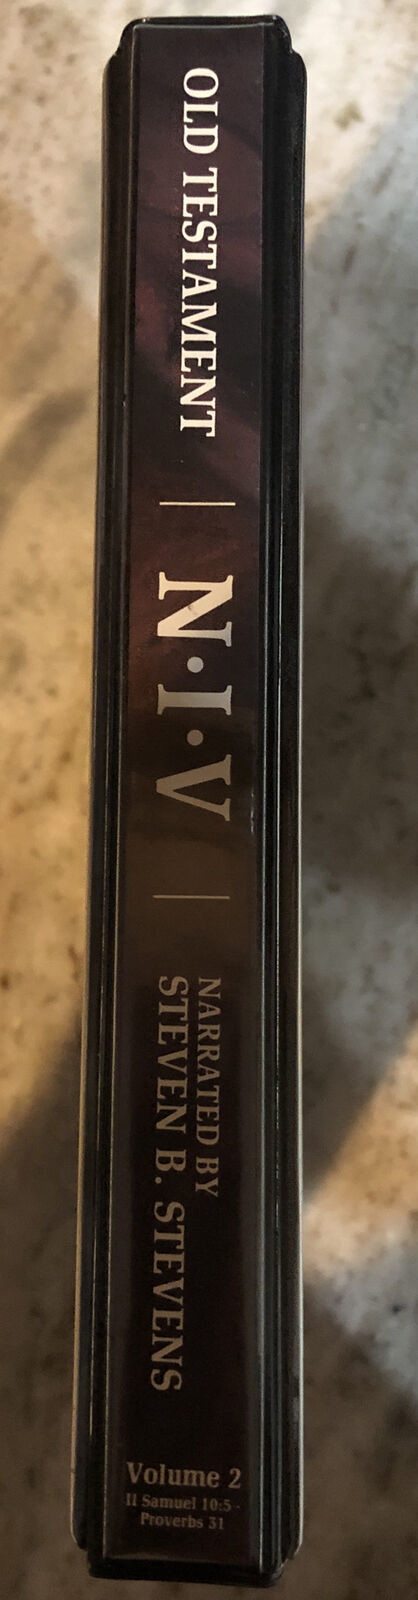 OLD TESTAMENT
N·I·V
NARRATED BY
STEVEN B. STEVENS
Volume 2
II Samuel 10:5 -
Proverbs 31